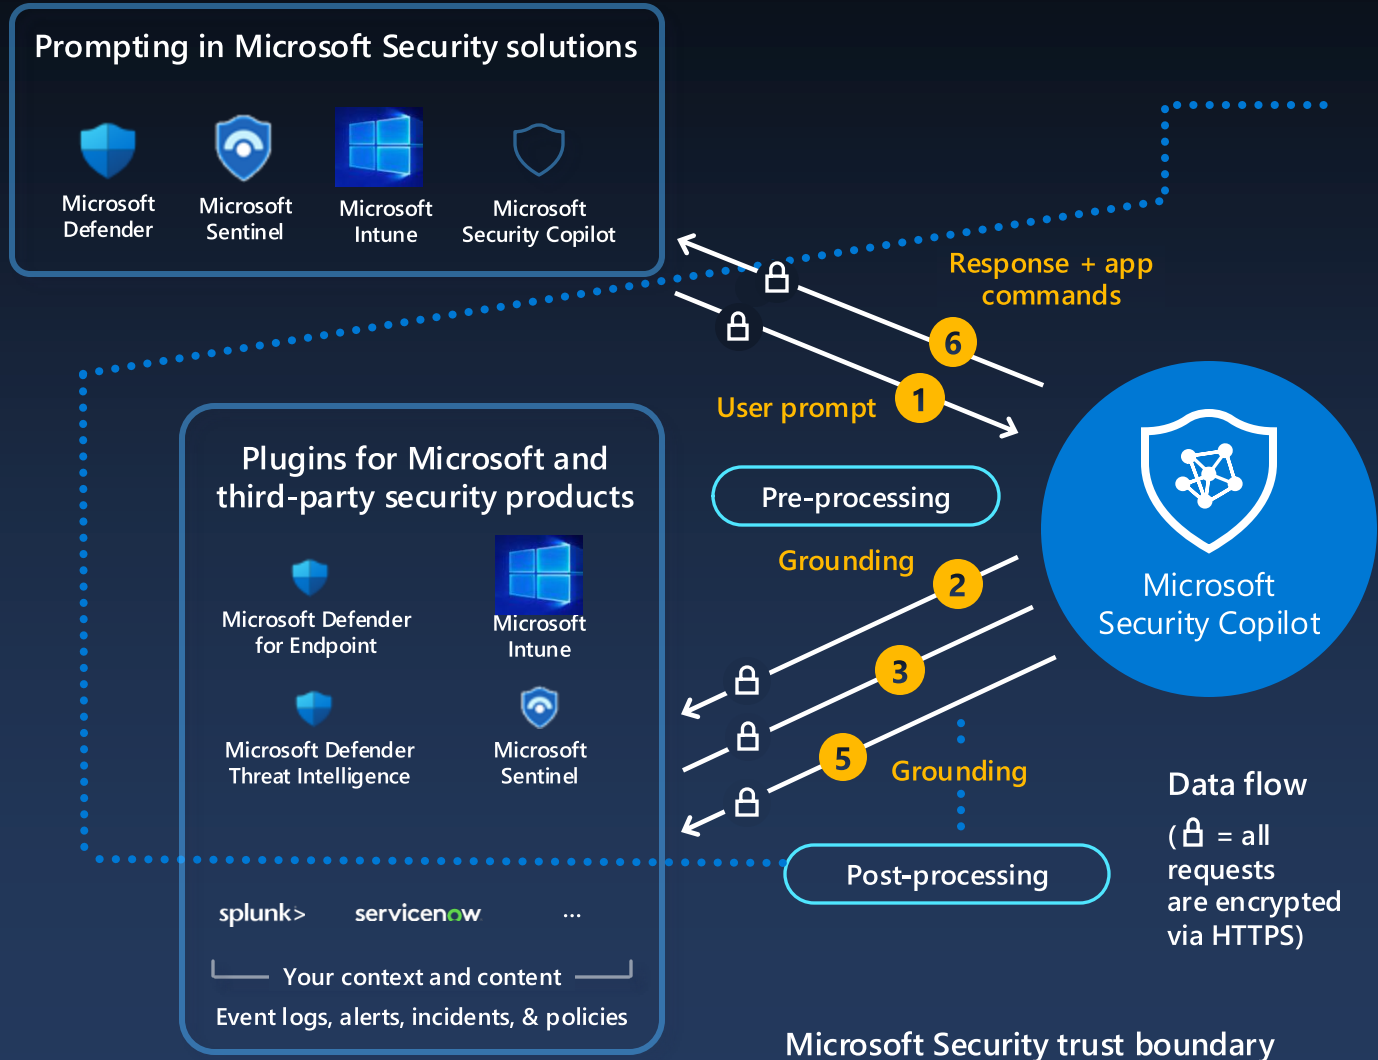 Prompting in Microsoft Security solutions
Microsoft
Defender
Microsoft
Sentinel
Microsoft
Intune
Microsoft
Security Copilot
Response + app
commands
6
1
User prompt
Pre-processing
Grounding
2
3
5
Grounding
Microsoft
Security Copilot
Plugins for Microsoft and
third-party security products
Microsoft Defender
for Endpoint
Microsoft
Intune
Microsoft Defender
Threat Intelligence
Microsoft
Sentinel
splunk>
servicenow
...
Your context and content
Event logs, alerts, incidents, & policies
Post-processing
Data flow
( = all
requests
are encrypted
via HTTPS)
Microsoft Security trust boundary